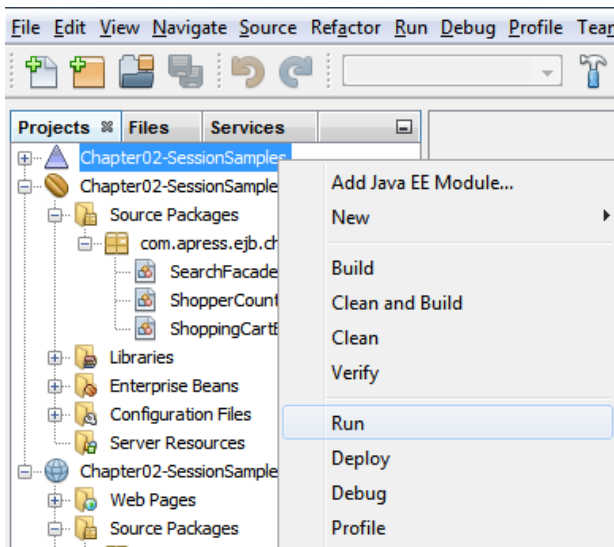 File Edit View Navigate Source Refactor Run Debug Profile
Projects Files Services
Chapter02-SessionSamples
Chapter02-SessionSample
Source Packages
com.apress.ejb.ch
SearchFacade
ShopperCount
ShoppingCartB
Libraries
Enterprise Beans
Configuration Files
Server Resources
Chapter02-SessionSample
Web Pages
Source Packages
Add Java EE Module...
New
Build
Clean and Build
Clean
Verify
Run
Deploy
Debug
Profile